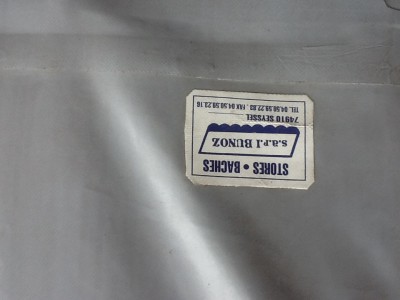 STORES • BACHES
s.a.r.l BUNOZ
74910 SEYSSEL